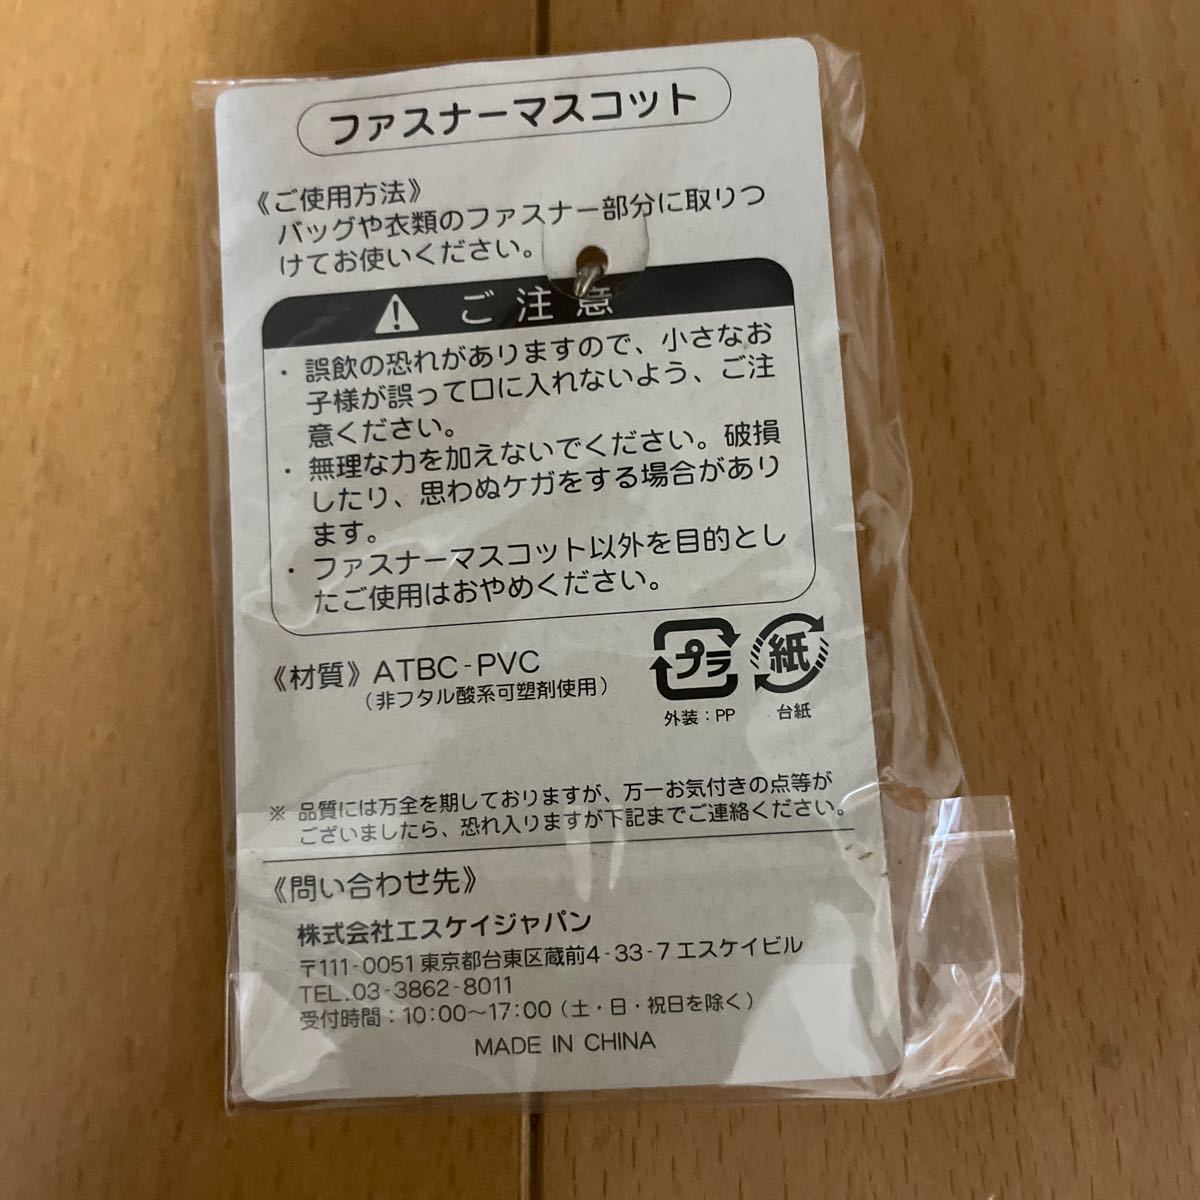 ファスナーマスコット
《ご使用方法》
バッグや衣類のファスナー部分に取りつ
けてお使いください。
ご注意
・誤飲の恐れがありますので、小さなお
子様が誤って口に入れないよう、ご注
意ください。
・無理な力を加えないでください。破損
したり、思わぬケガをする場合があり
ます。
・ファスナーマスコット以外を目的とし
たご使用はおやめください。
《材質》ATBC-PVC
（非フタル酸系可塑剤使用）
プラ
紙
外装：PP
台紙
※ 品質には万全を期しておりますが、万一お気付きの点等が
ございましたら、恐れ入りますが下記までご連絡ください。
《問い合わせ先》
株式会社エスケイジャパン
〒111-0051 東京都台東区蔵前4-33-7 エスケイビル
TEL.03-3862-8011
受付時間：10:00～17:00（土・日・祝日を除く）
MADE IN CHINA